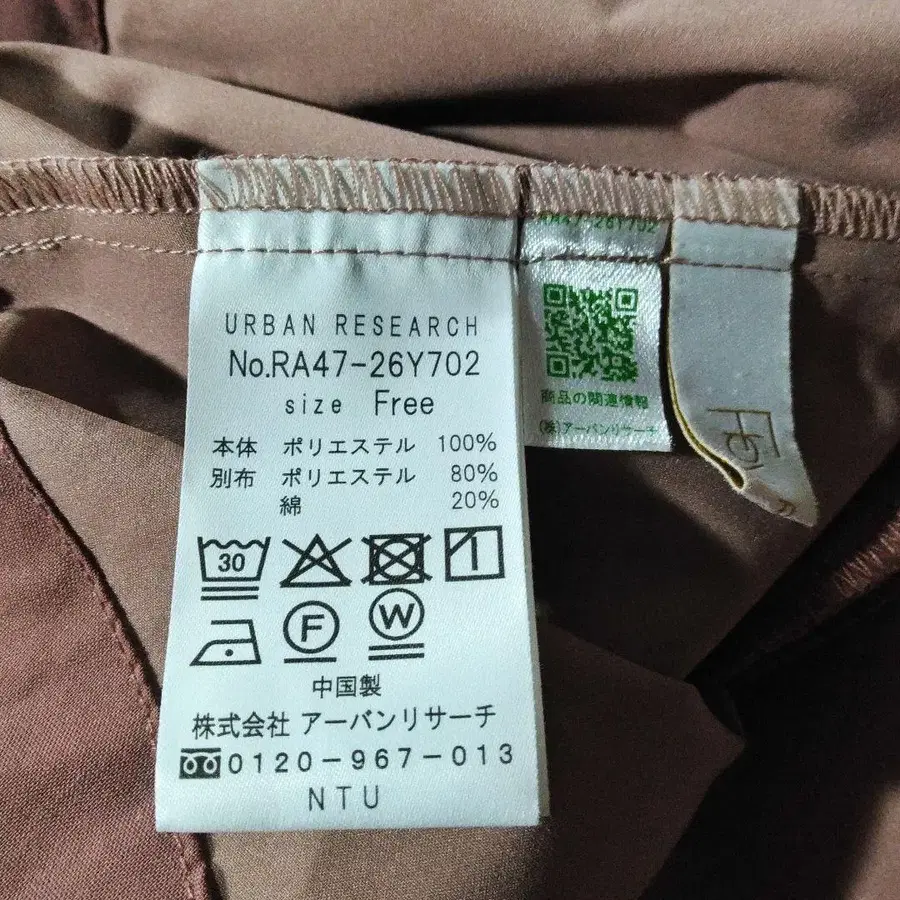 URBAN RESEARCH
No.RA47-26Y702
size Free
本体 ポリエステル 100%
別布 ポリエステル 80%
綿 20%
30
F
W
中国製
株式会社 アーバンリサーチ
0120-967-013
NTU
RA47-26Y702
商品の関連情報
(株)アーバンリサーチ